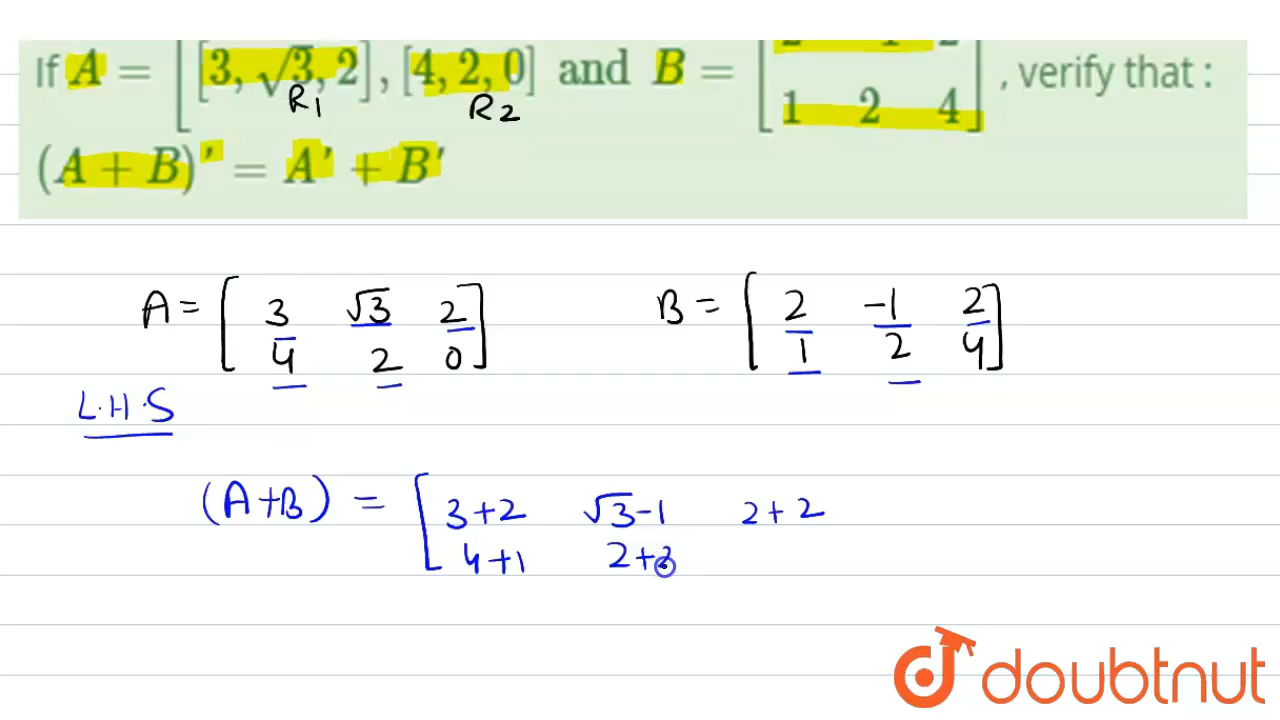 If A = [[3, √3, 2], [4, 2, 0] and B = [ , verify that :
R1 R2
1 2 4]
(A + B)′ = A′ + B′
A = [ 3 √3 2 ] B = [ 2 -1 2 ]
4 2 0 1 2 4
L.H.S
(A+B) = [ 3+2 √3-1 2+2
4+1 2+2
doubtnut